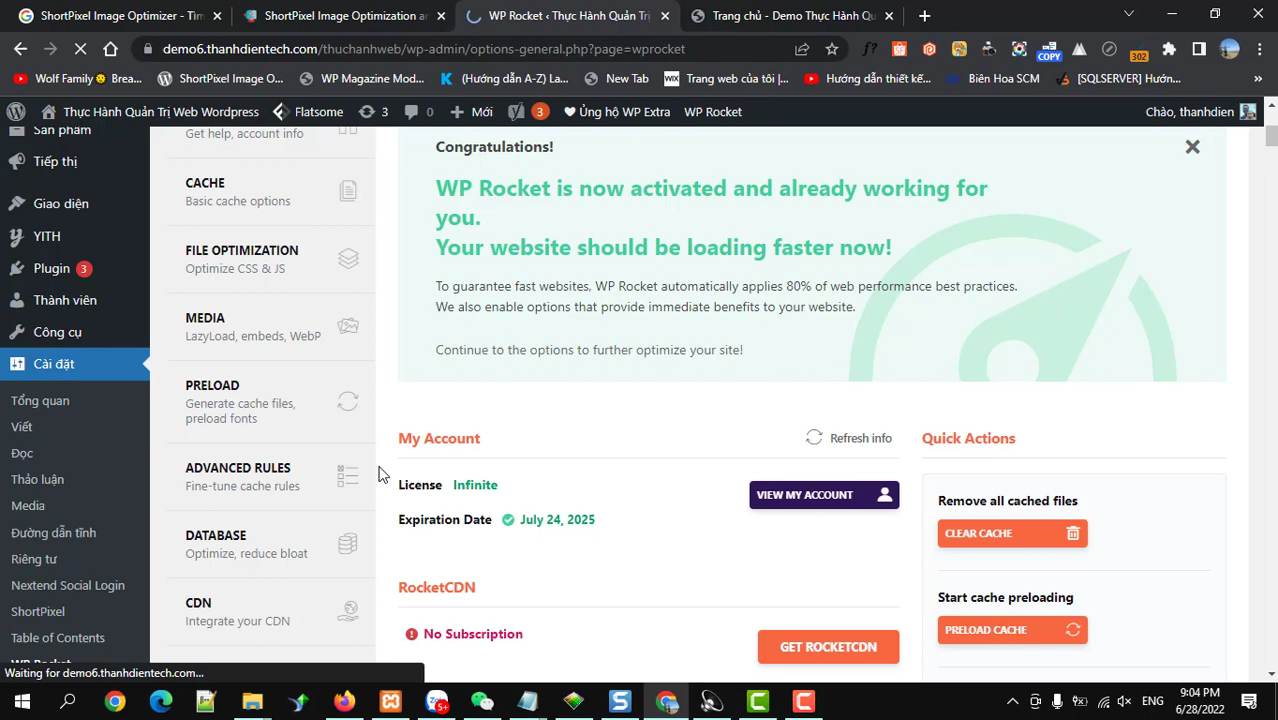 ShortPixel Image Optimizer - Tim
ShortPixel Image Optimization an
WP Rocket ‹ Thực Hành Quản Trị
Trang chủ - Demo Thực Hành Qu
demo6.thanhdientech.com/thuchanhweb/wp-admin/options-general.php?page=wprocket
COPY
302
Wolf Family Brea...
ShortPixel Image O...
WP Magazine Mod...
(Hướng dẫn A-Z) La...
New Tab
WIX
Trang web của tôi |...
Hướng dẫn thiết kế...
Biên Hoa SCM
[SQLSERVER] Hướn...
Thực Hành Quản Trị Web Wordpress
Flatsome
3
0
Mới
3
Ủng hộ WP Extra
WP Rocket
Chào, thanhdien
Sản phẩm
Tiếp thị
Giao diện
YITH
Plugin 3
Thành viên
Công cụ
Cài đặt
Tổng quan
Viết
Đọc
Thảo luận
Media
Đường dẫn tĩnh
Riêng tư
Nextend Social Login
ShortPixel
Table of Contents
WP Rocket
Get help, account info
CACHE
Basic cache options
FILE OPTIMIZATION
Optimize CSS & JS
MEDIA
LazyLoad, embeds, WebP
PRELOAD
Generate cache files,
preload fonts
ADVANCED RULES
Fine-tune cache rules
DATABASE
Optimize, reduce bloat
CDN
Integrate your CDN
Congratulations!
WP Rocket is now activated and already working for
you.
Your website should be loading faster now!
To guarantee fast websites, WP Rocket automatically applies 80% of web performance best practices.
We also enable options that provide immediate benefits to your website.
Continue to the options to further optimize your site!
My Account
Refresh info
License Infinite
VIEW MY ACCOUNT
Expiration Date July 24, 2025
RocketCDN
No Subscription
GET ROCKETCDN
Quick Actions
Remove all cached files
CLEAR CACHE
Start cache preloading
PRELOAD CACHE
Waiting for demo6.thanhdientech.com...
Zalo
5+
ENG
9:04 PM
6/28/2022